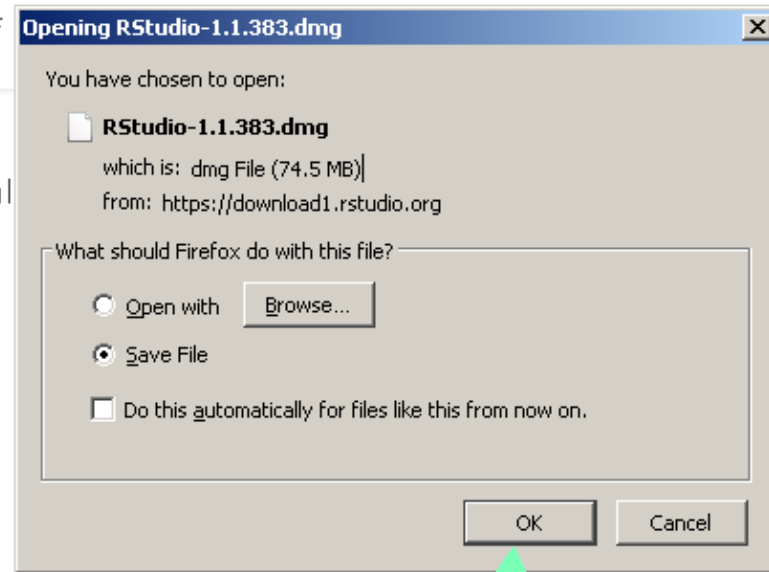 Opening RStudio-1.1.383.dmg
You have chosen to open:
RStudio-1.1.383.dmg
which is: dmg File (74.5 MB)
from: https://download1.rstudio.org
What should Firefox do with this file?
Open with Browse...
Save File
Do this automatically for files like this from now on.
OK Cancel